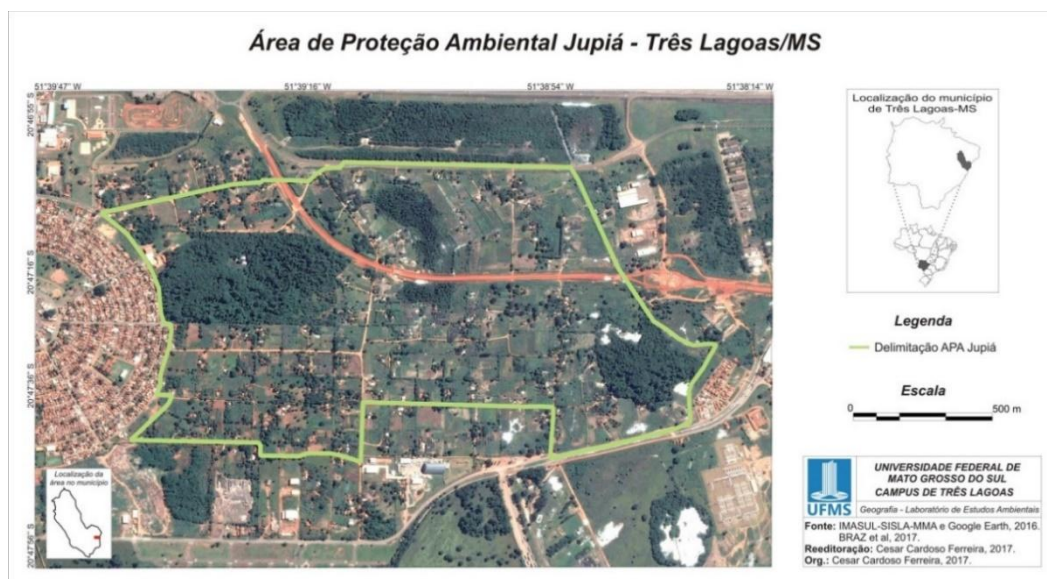 Área de Proteção Ambiental Jupiá - Três Lagoas/MS
51°39'47" W
51°39'16" W
51°38'54" W
51°38'14" W
20°46'55" S
20°47'16" S
20°47'36" S
20°47'56" S
Localização da
área no município
Localização do município
de Três Lagoas-MS
Legenda
Delimitação APA Jupiá
Escala
0
500 m
UFMS
UNIVERSIDADE FEDERAL DE
MATO GROSSO DO SUL
CAMPUS DE TRÊS LAGOAS
Geografia - Laboratório de Estudos Ambientais
Fonte: IMASUL-SISLA-MMA e Google Earth, 2016.
BRAZ et al, 2017.
Reeditoração: Cesar Cardoso Ferreira, 2017.
Org.: Cesar Cardoso Ferreira, 2017.